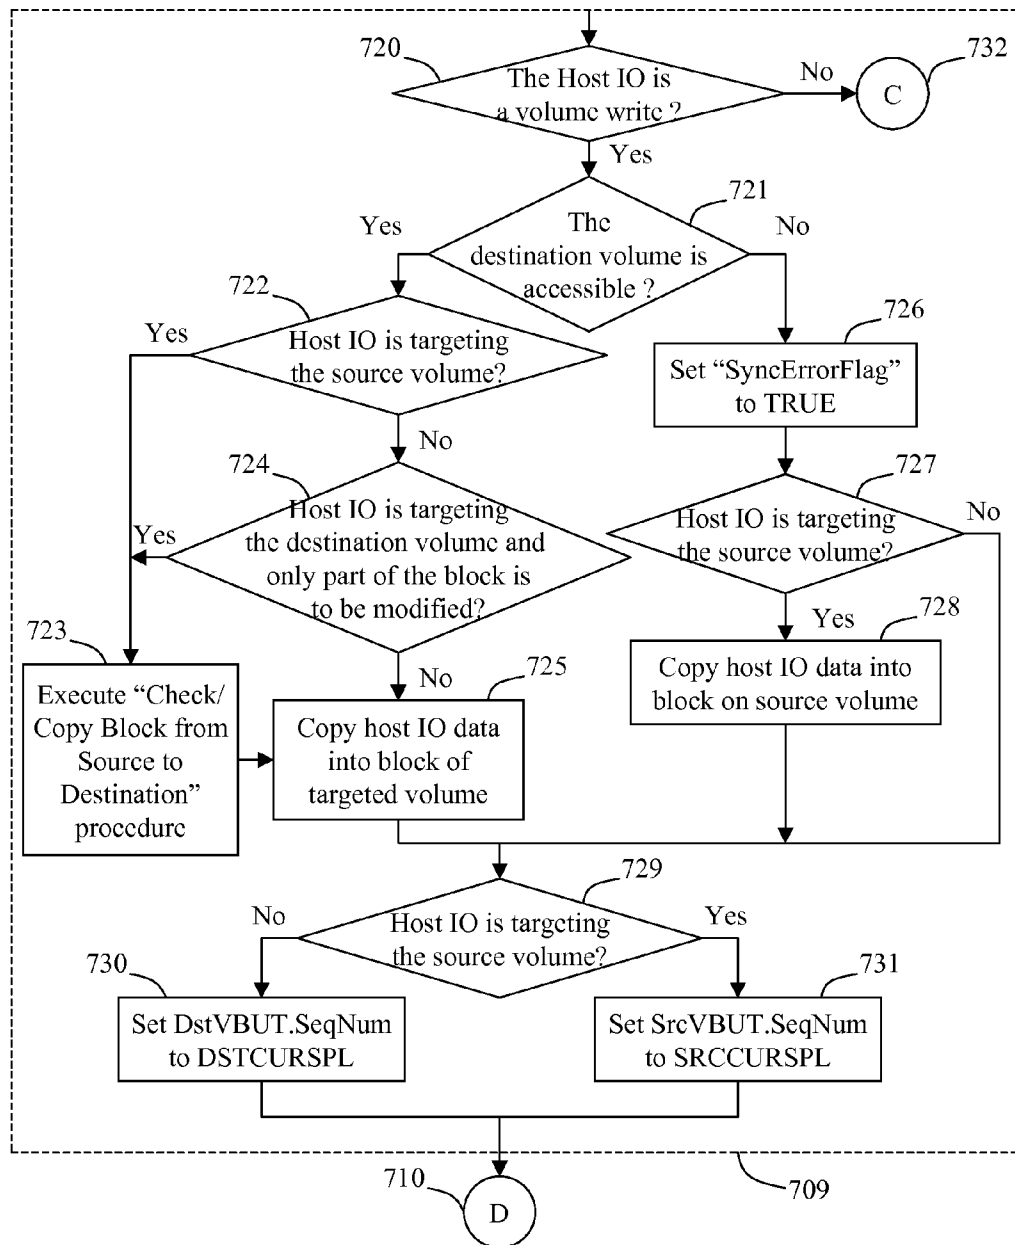 720
The Host IO is
a volume write ?
No
732
C
Yes
721
The
destination volume is
accessible ?
Yes
No
722
Host IO is targeting
the source volume?
Yes
726
Set “SyncErrorFlag”
to TRUE
No
724
Host IO is targeting
the destination volume and
only part of the block is
to be modified?
Yes
727
Host IO is targeting
the source volume?
No
723
Execute “Check/
Copy Block from
Source to
Destination”
procedure
No
725
Copy host IO data
into block of
targeted volume
Yes
728
Copy host IO data into
block on source volume
729
Host IO is targeting
the source volume?
No
Yes
730
Set DstVBUT.SeqNum
to DSTCURSPL
731
Set SrcVBUT.SeqNum
to SRCCURSPL
710
D
709